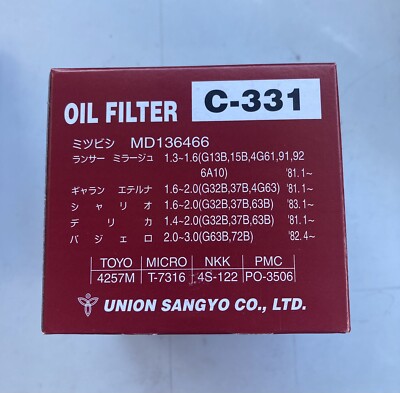 OIL FILTER C-331
ミツビシ MD136466
ランサー ミラージュ 1.3~1.6(G13B,15B,4G61,91,92
6A10) '81.1~
ギャラン エテルナ 1.6~2.0(G32B,37B,4G63) '81.1~
シャリオ 1.6~2.0(G32B,37B,63B) '83.1~
デリカ 1.4~2.0(G32B,37B,63B) '81.1~
パジェロ 2.0~3.0(G63B,72B) '82.4~
TOYO MICRO NKK PMC
4257M T-7316 4S-122 PO-3506
UNION SANGYO CO., LTD.